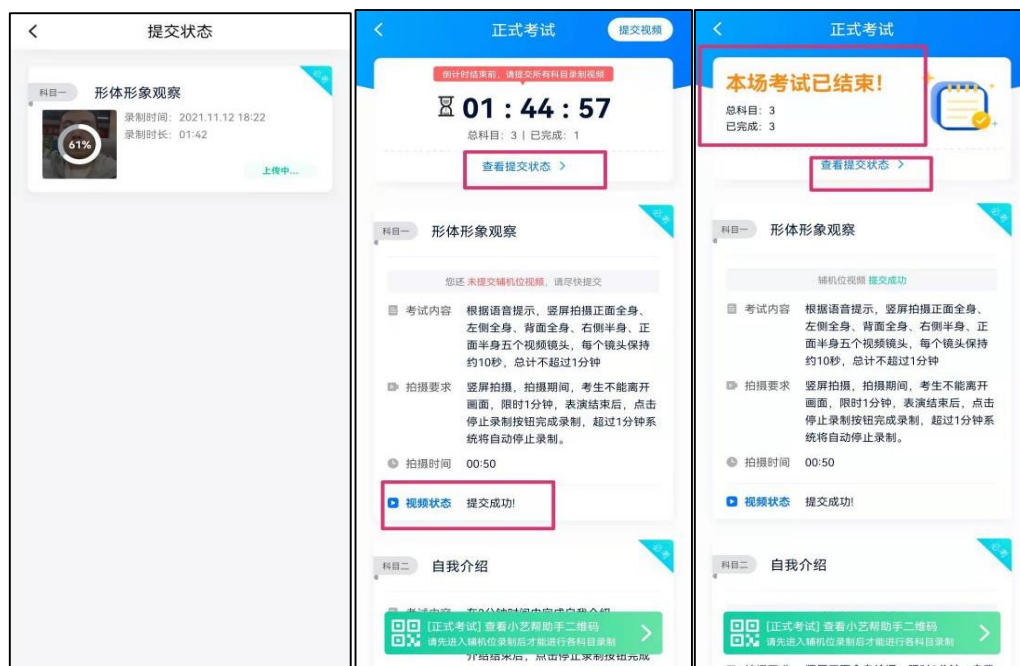 提交状态
必考
科目一
形体形象观察
录制时间：2021.11.12 18:22
录制时长：01:42
61%
上传中...
正式考试
提交视频
倒计时结束前，请提交所有科目录制视频
01 : 44 : 57
总科目：3 | 已完成：1
查看提交状态 >
必考
科目一
形体形象观察
您还 未提交辅机位视频，请尽快提交
考试内容
根据语音提示，竖屏拍摄正面全身、
左侧全身、背面全身、右侧半身、正
面半身五个视频镜头，每个镜头保持
约10秒，总计不超过1分钟
拍摄要求
竖屏拍摄，拍摄期间，考生不能离开
画面，限时1分钟，表演结束后，点击
停止录制按钮完成录制，超过1分钟系
统将自动停止录制。
拍摄时间
00:50
视频状态
提交成功!
必考
科目二
自我介绍
[正式考试] 查看小艺帮助手二维码
请先进入辅机位录制后才能进行各科目录制
介绍结束后，点击停止录制按钮完成
正式考试
本场考试已结束!
总科目：3
已完成：3
查看提交状态 >
必考
科目一
形体形象观察
辅机位视频 提交成功
考试内容
根据语音提示，竖屏拍摄正面全身、
左侧全身、背面全身、右侧半身、正
面半身五个视频镜头，每个镜头保持
约10秒，总计不超过1分钟
拍摄要求
竖屏拍摄，拍摄期间，考生不能离开
画面，限时1分钟，表演结束后，点击
停止录制按钮完成录制，超过1分钟系
统将自动停止录制。
拍摄时间
00:50
视频状态
提交成功!
必考
科目二
自我介绍
[正式考试] 查看小艺帮助手二维码
请先进入辅机位录制后才能进行各科目录制